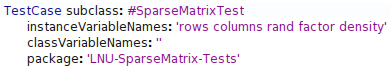 TestCase subclass: #SparseMatrixTest
instanceVariableNames: 'rows columns rand factor density'
classVariableNames: ''
package: 'LNU-SparseMatrix-Tests'